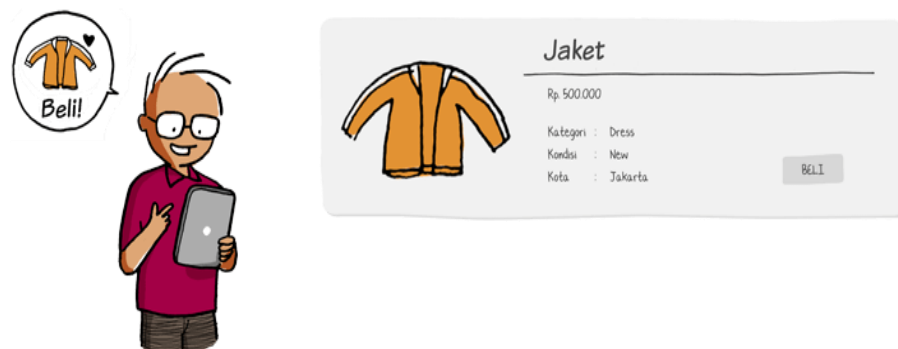 Beli!
Jaket
Rp. 500.000
Kategori : Dress
Kondisi : New
Kota : Jakarta
BELI